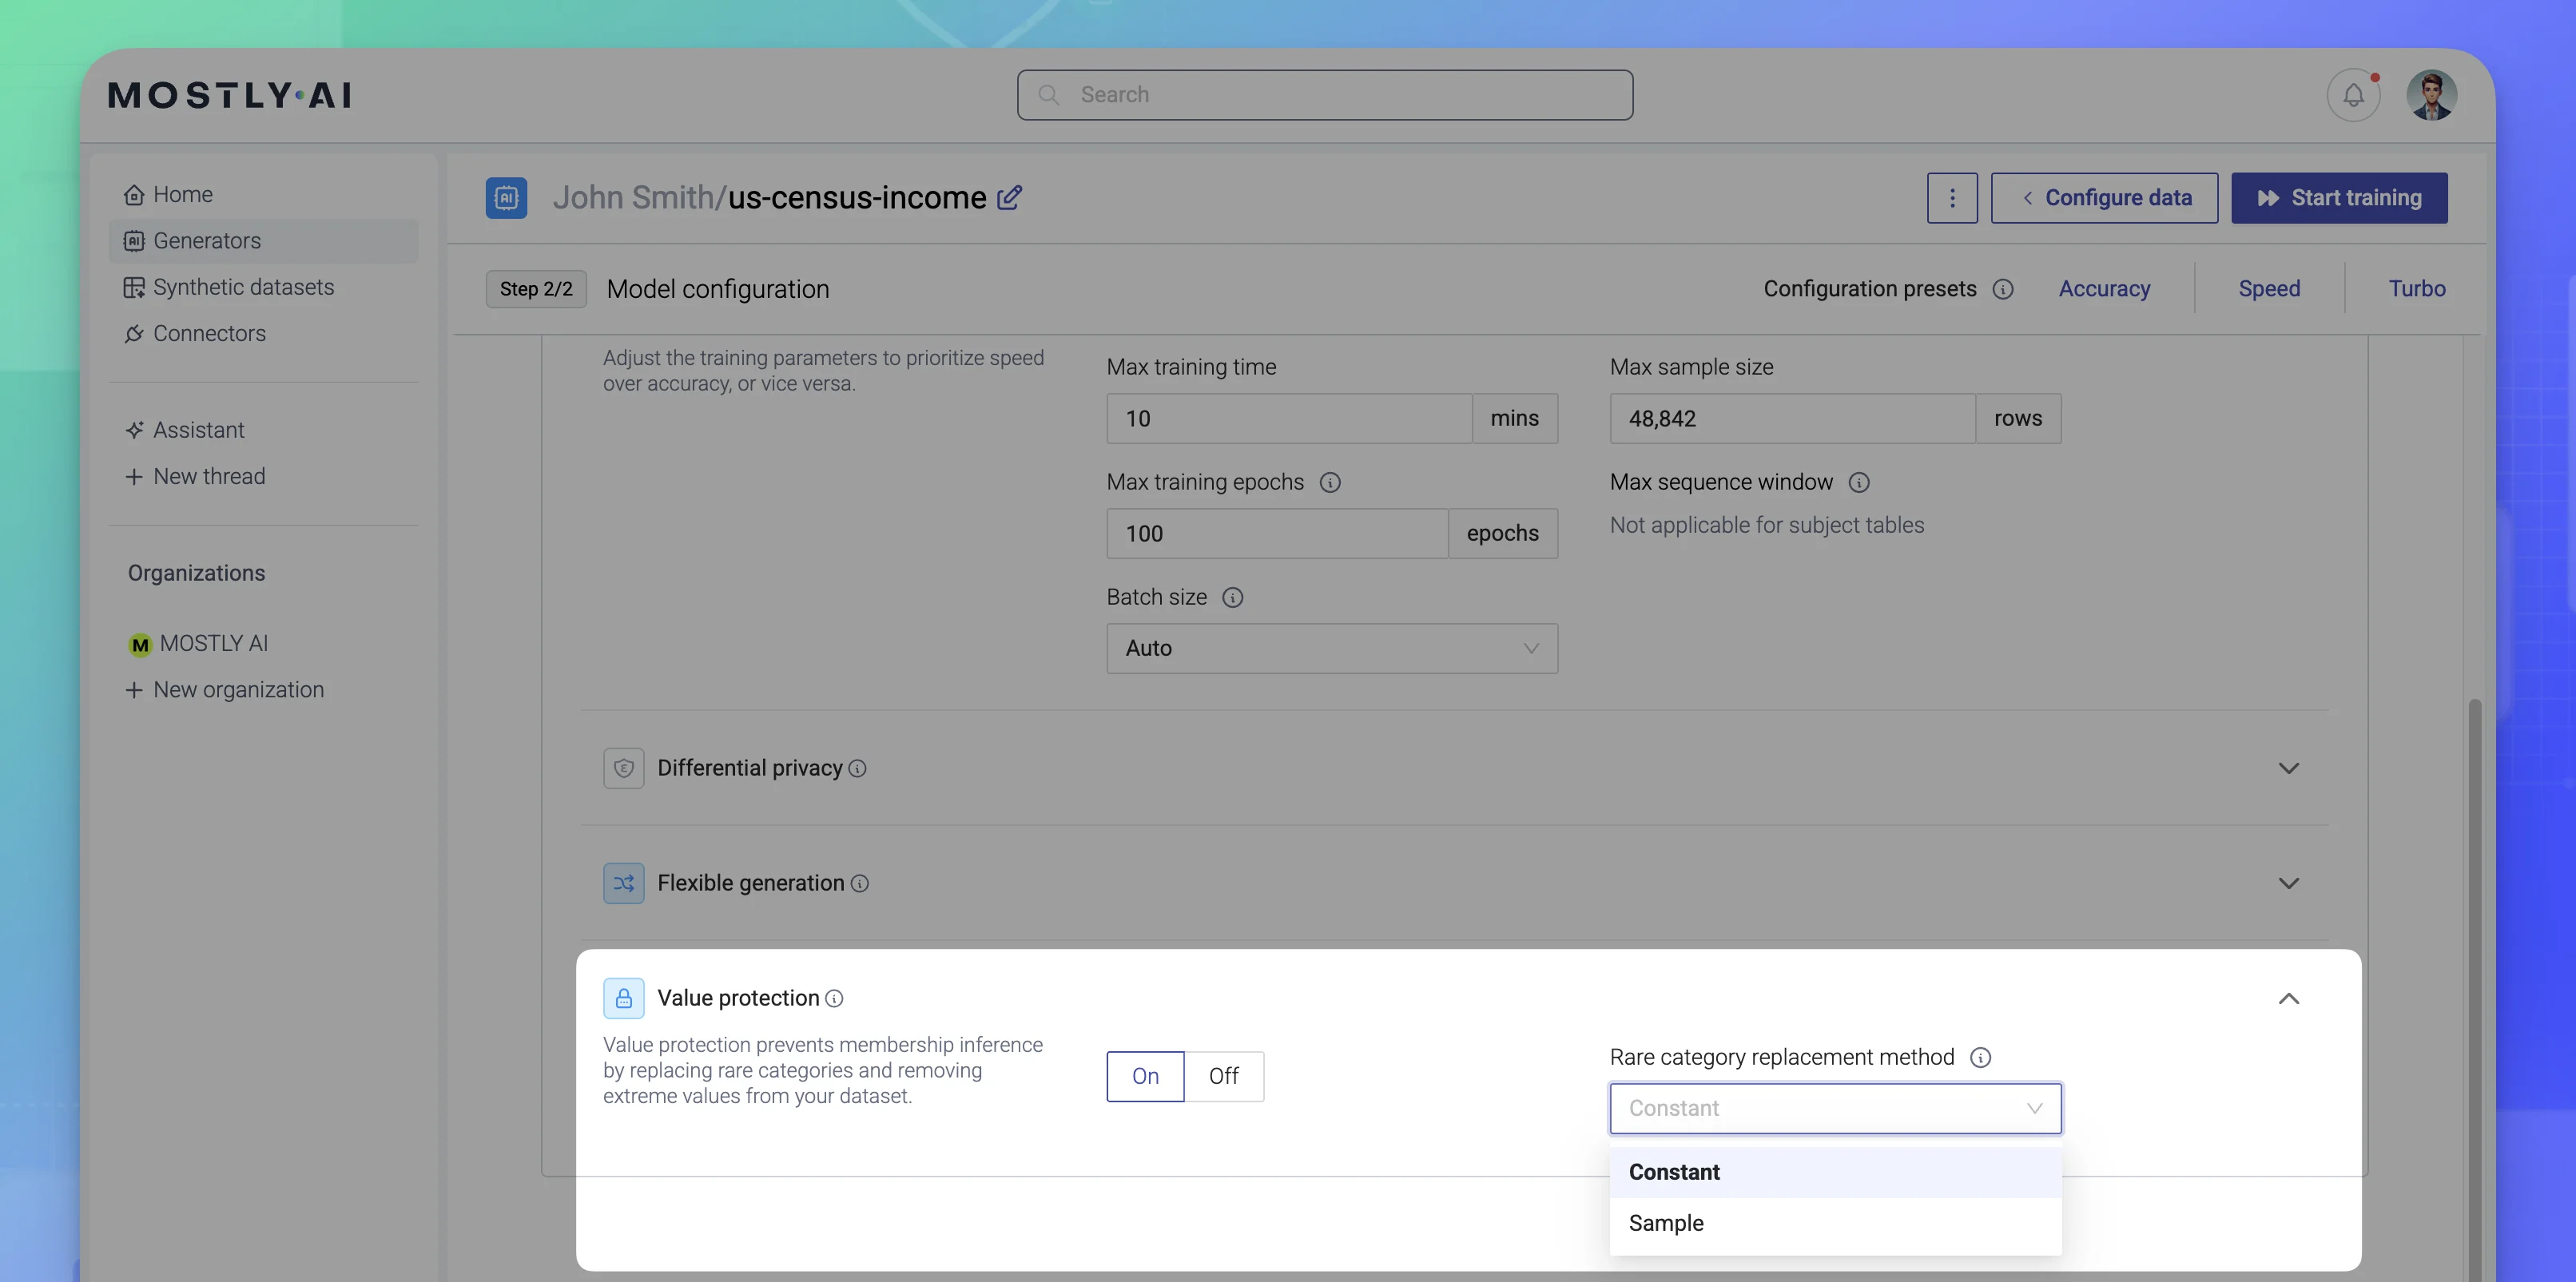 MOSTLY·AI
Search
Home
Generators
Synthetic datasets
Connectors
Assistant
New thread
Organizations
M MOSTLY AI
New organization
AI John Smith/us-census-income
Configure data
Start training
Step 2/2
Model configuration
Configuration presets
Accuracy
Speed
Turbo
Adjust the training parameters to prioritize speed
over accuracy, or vice versa.
Max training time
10 mins
Max sample size
48,842 rows
Max training epochs
100 epochs
Max sequence window
Not applicable for subject tables
Batch size
Auto
Differential privacy
Flexible generation
Value protection
Value protection prevents membership inference
by replacing rare categories and removing
extreme values from your dataset.
On Off
Rare category replacement method
Constant
Constant
Sample